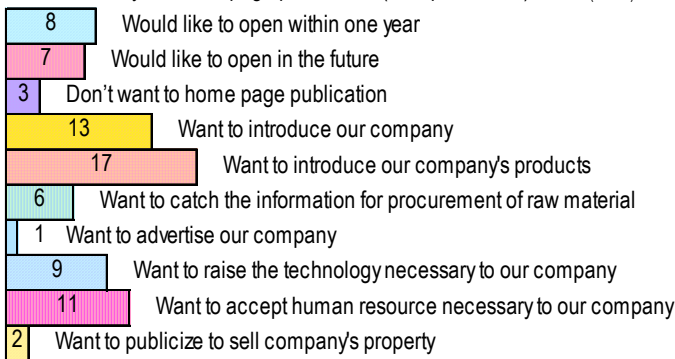 8 Would like to open within one year
7 Would like to open in the future
3 Don't want to home page publication
13 Want to introduce our company
17 Want to introduce our company's products
6 Want to catch the information for procurement of raw material
1 Want to advertise our company
9 Want to raise the technology necessary to our company
11 Want to accept human resource necessary to our company
2 Want to publicize to sell company's property